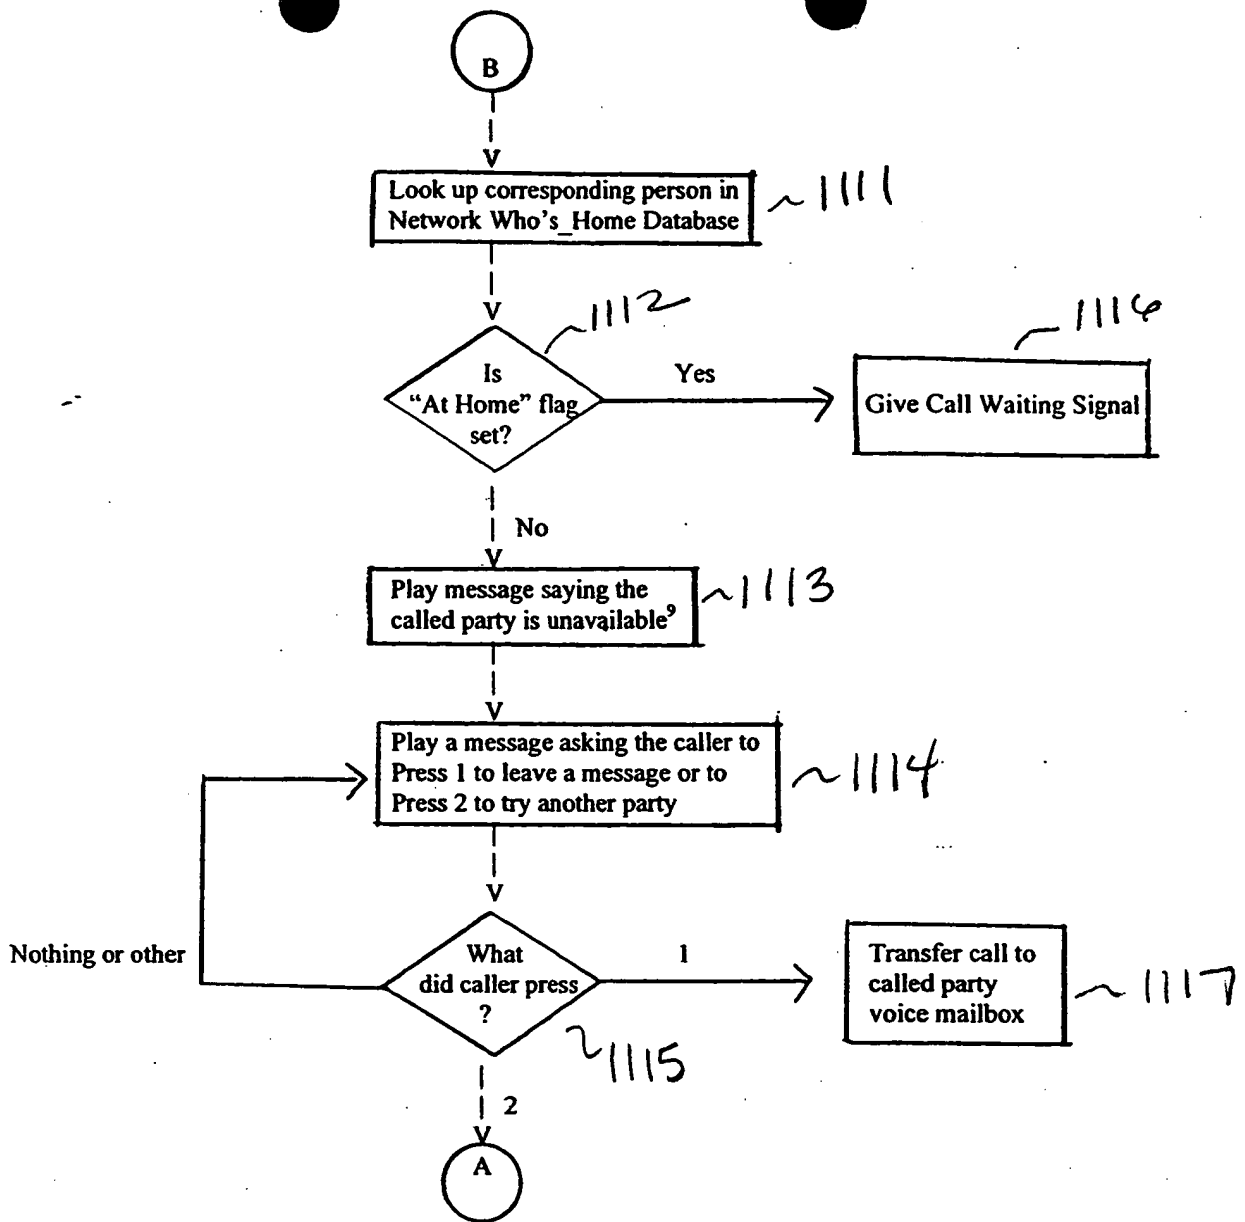 B
V
Look up corresponding person in
Network Who's_Home Database
~1111
V
1112
Is
“At Home” flag
set?
Yes
1116
Give Call Waiting Signal
No
V
Play message saying the
called party is unavailable⁹
~1113
V
Play a message asking the caller to
Press 1 to leave a message or to
Press 2 to try another party
~1114
V
Nothing or other
What
did caller press
?
1
Transfer call to
called party
voice mailbox
~1117
~1115
2
V
A